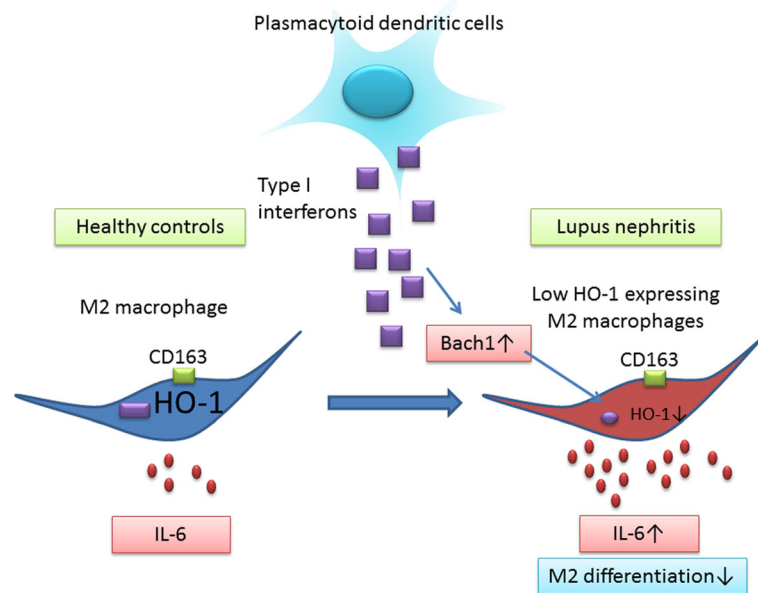 Plasmacytoid dendritic cells
Type I
interferons
Healthy controls
Lupus nephritis
M2 macrophage
Low HO-1 expressing
M2 macrophages
Bach1↑
CD163
HO-1
CD163
HO-1↓
IL-6
IL-6↑
M2 differentiation↓